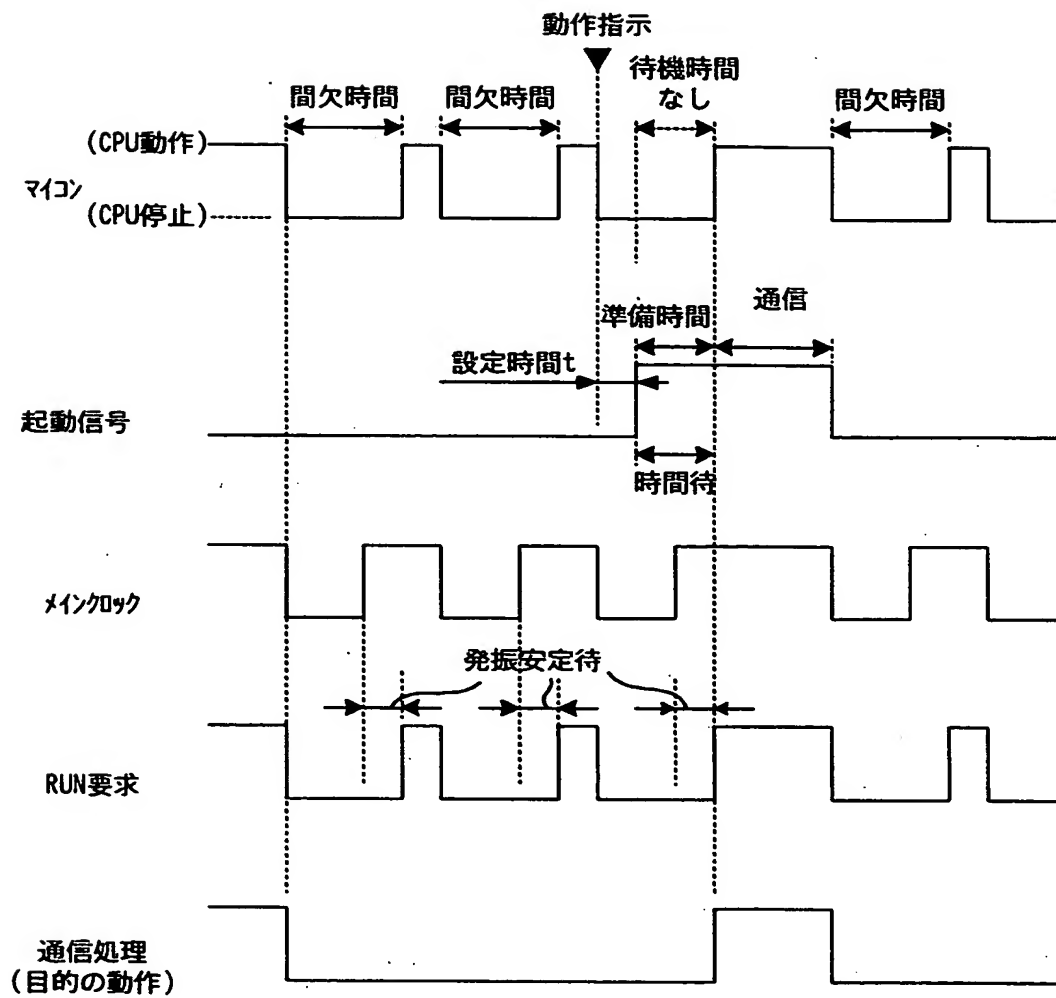 動作指示
待機時間
なし
間欠時間
間欠時間
間欠時間
(CPU動作)
マイコン
(CPU停止)
通信
準備時間
設定時間t
起動信号
時間待
メインクロック
発振安定待
RUN要求
通信処理
(目的の動作)